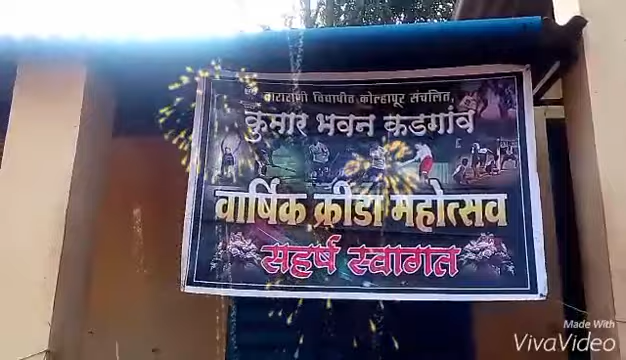 ताराराणी विद्यापीठ कोल्हापूर संचलित,
कुमार भवन कडगांव
वार्षिक क्रीडा महोत्सव
सहर्ष स्वागत
Made With
VivaVideo